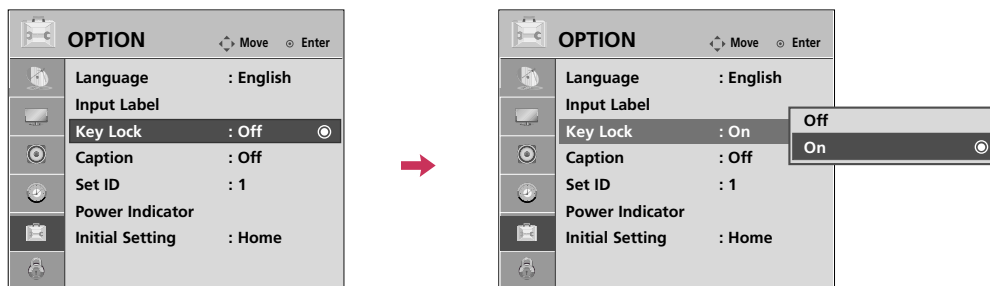 OPTION Move Enter
Language : English
Input Label
Key Lock : Off
Caption : Off
Set ID : 1
Power Indicator
Initial Setting : Home
OPTION Move Enter
Language : English
Input Label
Key Lock : On
Caption : Off
Set ID : 1
Power Indicator
Initial Setting : Home
Off
On